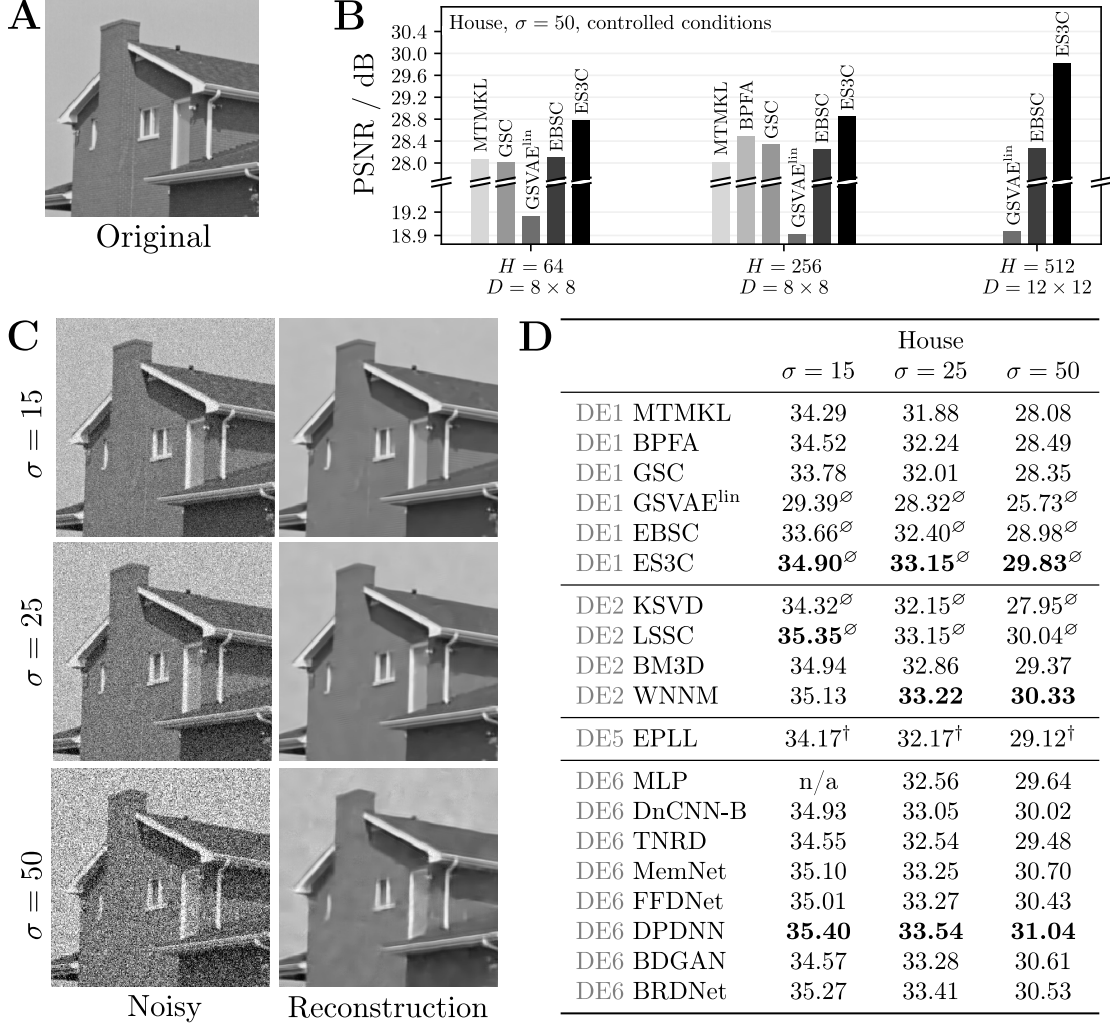 A
Original
B
House, σ = 50, controlled conditions
PSNR / dB
30.4
30.0
29.6
29.2
28.8
28.4
28.0
19.2
18.9
MTMKL
GSC
GSVAE^lin
EBSC
ES3C
MTMKL
BPFA
GSC
GSVAE^lin
EBSC
ES3C
GSVAE^lin
EBSC
ES3C
H = 64
D = 8 × 8
H = 256
D = 8 × 8
H = 512
D = 12 × 12
C
σ = 15
σ = 25
σ = 50
Noisy Reconstruction
D
House
σ = 15 σ = 25 σ = 50
DE1 MTMKL 34.29 31.88 28.08
DE1 BPFA 34.52 32.24 28.49
DE1 GSC 33.78 32.01 28.35
DE1 GSVAE^lin 29.39^∅ 28.32^∅ 25.73^∅
DE1 EBSC 33.66^∅ 32.40^∅ 28.98^∅
DE1 ES3C 34.90^∅ 33.15^∅ 29.83^∅
DE2 KSVD 34.32^∅ 32.15^∅ 27.95^∅
DE2 LSSC 35.35^∅ 33.15^∅ 30.04^∅
DE2 BM3D 34.94 32.86 29.37
DE2 WNNM 35.13 33.22 30.33
DE5 EPLL 34.17^† 32.17^† 29.12^†
DE6 MLP n/a 32.56 29.64
DE6 DnCNN-B 34.93 33.05 30.02
DE6 TNRD 34.55 32.54 29.48
DE6 MemNet 35.10 33.25 30.70
DE6 FFDNet 35.01 33.27 30.43
DE6 DPDNN 35.40 33.54 31.04
DE6 BDGAN 34.57 33.28 30.61
DE6 BRDNet 35.27 33.41 30.53